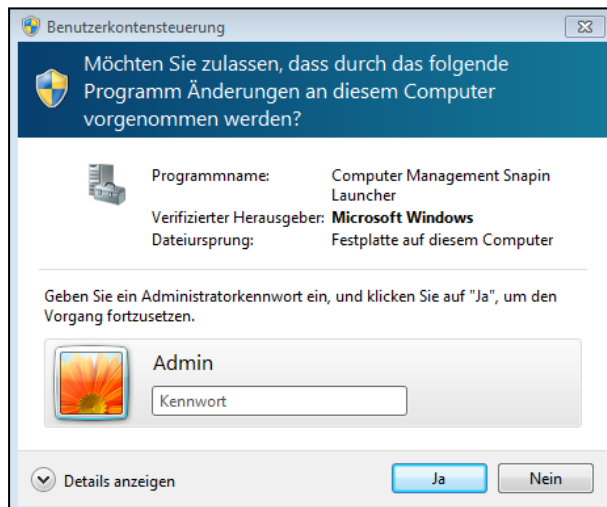 Benutzerkontensteuerung
Möchten Sie zulassen, dass durch das folgende
Programm Änderungen an diesem Computer
vorgenommen werden?
Programmname: Computer Management Snapin
Launcher
Verifizierter Herausgeber: Microsoft Windows
Dateiursprung: Festplatte auf diesem Computer
Geben Sie ein Administratorkennwort ein, und klicken Sie auf "Ja", um den
Vorgang fortzusetzen.
Admin
Kennwort
Details anzeigen Ja Nein